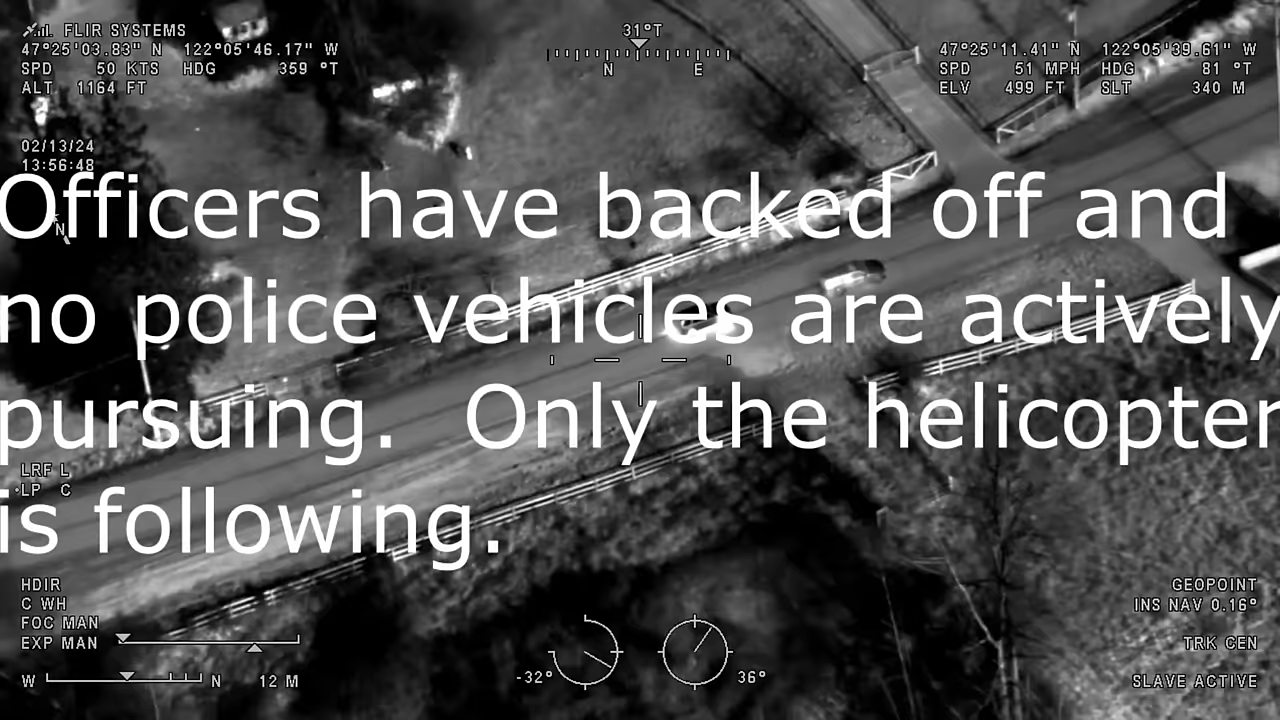 FLIR SYSTEMS
47°25'03.83" N 122°05'46.17" W
SPD 50 KTS HDG 359 °T
ALT 1164 FT
31°T
N E
47°25'11.41" N 122°05'39.61" W
SPD 51 MPH HDG 81 °T
ELV 499 FT SLT 340 M
02/13/24
13:56:48
N
Officers have backed off and
no police vehicles are actively
pursuing. Only the helicopter
is following.
LRF L
LP C
HDIR
C WH
FOC MAN
EXP MAN
W N 12 M
-32°
36°
GEOPOINT
INS NAV 0.16°
TRK CEN
SLAVE ACTIVE